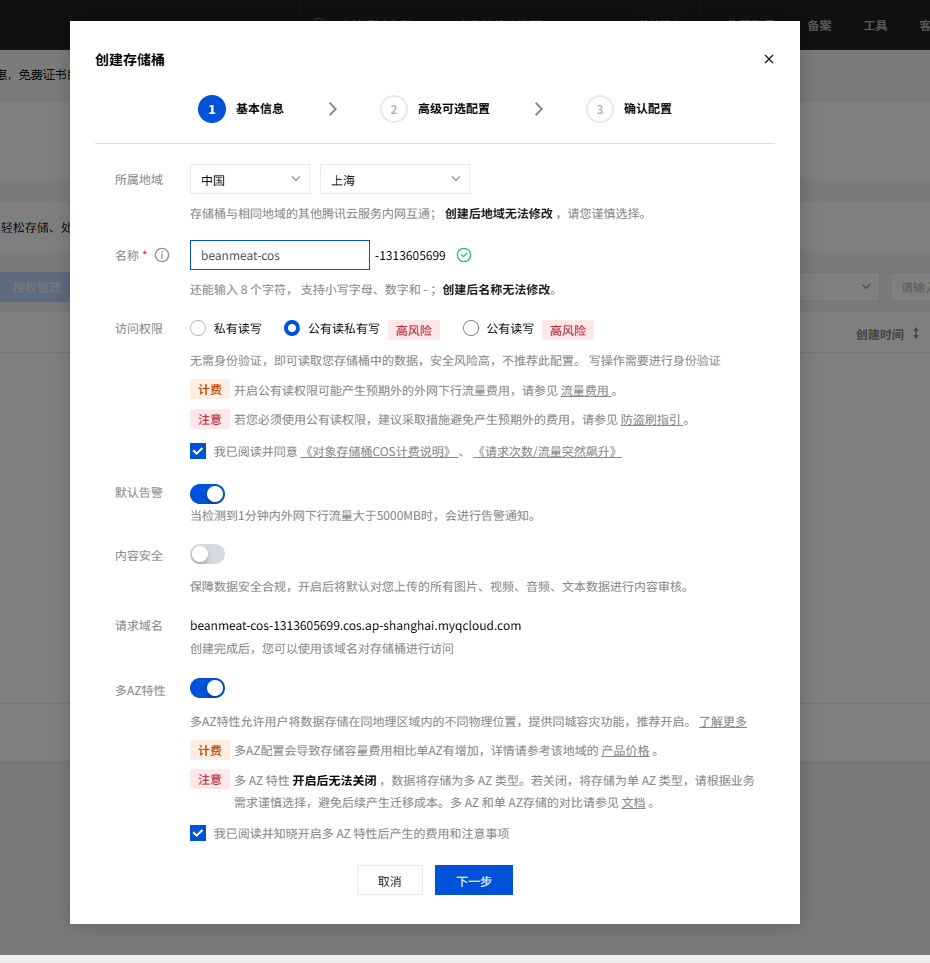 备案 工具 客
惠，免费证书
创建存储桶
1 基本信息 2 高级可选配置 3 确认配置
所属地域 中国 上海
存储桶与相同地域的其他腾讯云服务内网互通；创建后地域无法修改，请您谨慎选择。
轻松存储、处
名称 * beanmeat-cos -1313605699
授权管理 请输入
还能输入 8 个字符， 支持小写字母、数字和 - ；创建后名称无法修改。
访问权限 私有读写 公有读私有写 高风险 公有读写 高风险
创建时间
无需身份验证，即可读取您存储桶中的数据，安全风险高，不推荐此配置。 写操作需要进行身份验证
计费 开启公有读权限可能产生预期外的外网下行流量费用，请参见 流量费用 。
注意 若您必须使用公有读权限，建议采取措施避免产生预期外的费用，请参见 防盗刷指引 。
我已阅读并同意 《对象存储桶COS计费说明》 、 《请求次数/流量突然飙升》
默认告警
当检测到1分钟内外网下行流量大于5000MB时，会进行告警通知。
内容安全
保障数据安全合规，开启后将默认对您上传的所有图片、视频、音频、文本数据进行内容审核。
请求域名 beanmeat-cos-1313605699.cos.ap-shanghai.myqcloud.com
创建完成后，您可以使用该域名对存储桶进行访问
多AZ特性
多AZ特性允许用户将数据存储在同地理区域内的不同物理位置，提供同城容灾功能，推荐开启。 了解更多
计费 多AZ配置会导致存储容量费用相比单AZ有增加，详情请参考该地域的 产品价格 。
注意 多 AZ 特性 开启后无法关闭 ，数据将存储为多 AZ 类型。若关闭，将存储为单 AZ 类型，请根据业务
需求谨慎选择，避免后续产生迁移成本。多 AZ 和单 AZ存储的对比请参见 文档 。
我已阅读并知晓开启多 AZ 特性后产生的费用和注意事项
取消 下一步